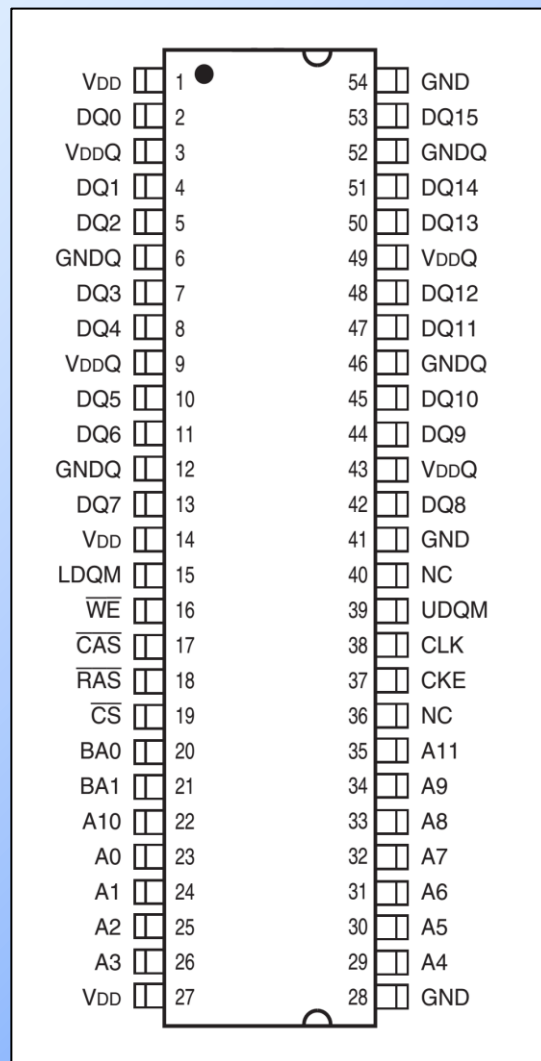 VDD 1 54 GND
DQ0 2 53 DQ15
VDDQ 3 52 GNDQ
DQ1 4 51 DQ14
DQ2 5 50 DQ13
GNDQ 6 49 VDDQ
DQ3 7 48 DQ12
DQ4 8 47 DQ11
VDDQ 9 46 GNDQ
DQ5 10 45 DQ10
DQ6 11 44 DQ9
GNDQ 12 43 VDDQ
DQ7 13 42 DQ8
VDD 14 41 GND
LDQM 15 40 NC
W̅E̅ 16 39 UDQM
C̅A̅S̅ 17 38 CLK
R̅A̅S̅ 18 37 CKE
C̅S̅ 19 36 NC
BA0 20 35 A11
BA1 21 34 A9
A10 22 33 A8
A0 23 32 A7
A1 24 31 A6
A2 25 30 A5
A3 26 29 A4
VDD 27 28 GND